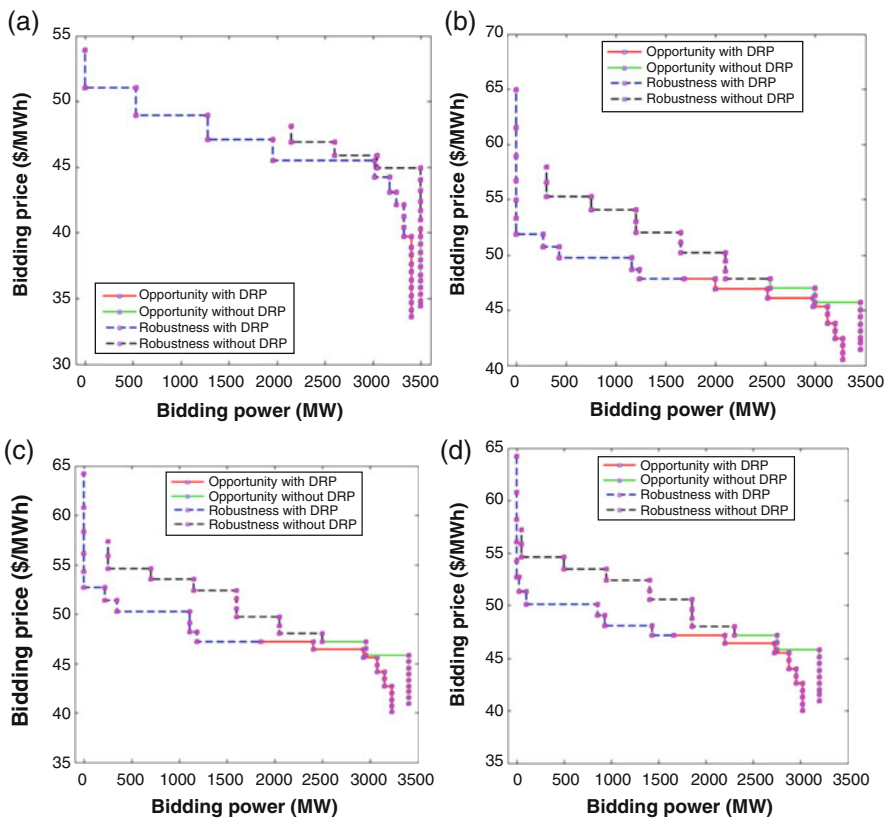 (a)
55
50
45
40
35
30
Bidding price ($/MWh)
Opportunity with DRP
Opportunity without DRP
Robustness with DRP
Robustness without DRP
0 500 1000 1500 2000 2500 3000 3500
Bidding power (MW)
(b)
70
65
60
55
50
45
40
Bidding price ($/MWh)
Opportunity with DRP
Opportunity without DRP
Robustness with DRP
Robustness without DRP
0 500 1000 1500 2000 2500 3000 3500
Bidding power (MW)
(c)
65
60
55
50
45
40
35
Bidding price ($/MWh)
Opportunity with DRP
Opportunity without DRP
Robustness with DRP
Robustness without DRP
0 500 1000 1500 2000 2500 3000 3500
Bidding power (MW)
(d)
65
60
55
50
45
40
35
Bidding price ($/MWh)
Opportunity with DRP
Opportunity without DRP
Robustness with DRP
Robustness without DRP
0 500 1000 1500 2000 2500 3000 3500
Bidding power (MW)